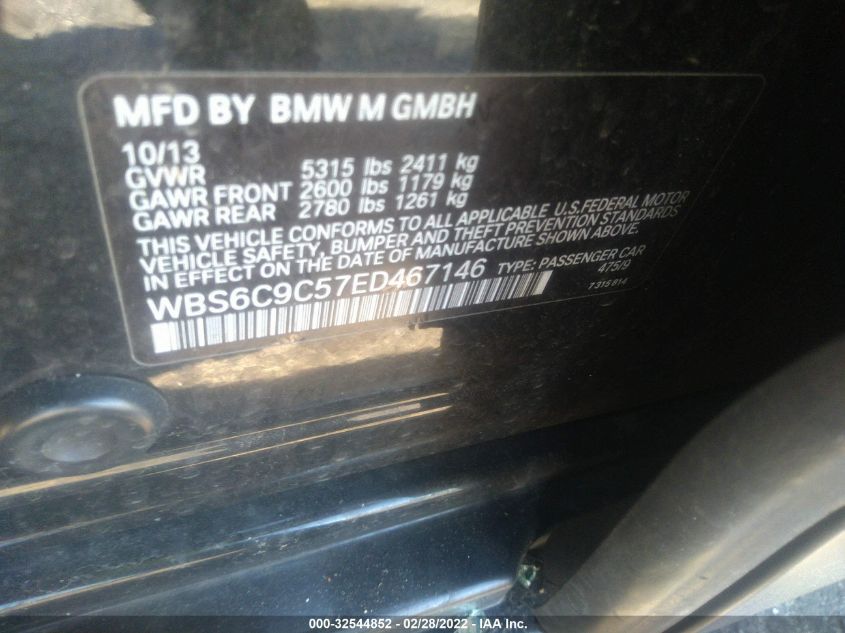 MFD BY BMW M GMBH
10/13
GVWR 5315 lbs 2411 kg
GAWR FRONT 2600 lbs 1179 kg
GAWR REAR 2780 lbs 1261 kg
THIS VEHICLE CONFORMS TO ALL APPLICABLE U.S. FEDERAL MOTOR
VEHICLE SAFETY, BUMPER AND THEFT PREVENTION STANDARDS
IN EFFECT ON THE DATE OF MANUFACTURE SHOWN ABOVE.
WBS6C9C57ED467146 TYPE: PASSENGER CAR
475/9
7 315 814
000-32544852 / 02/28/2022 - IAA Inc.